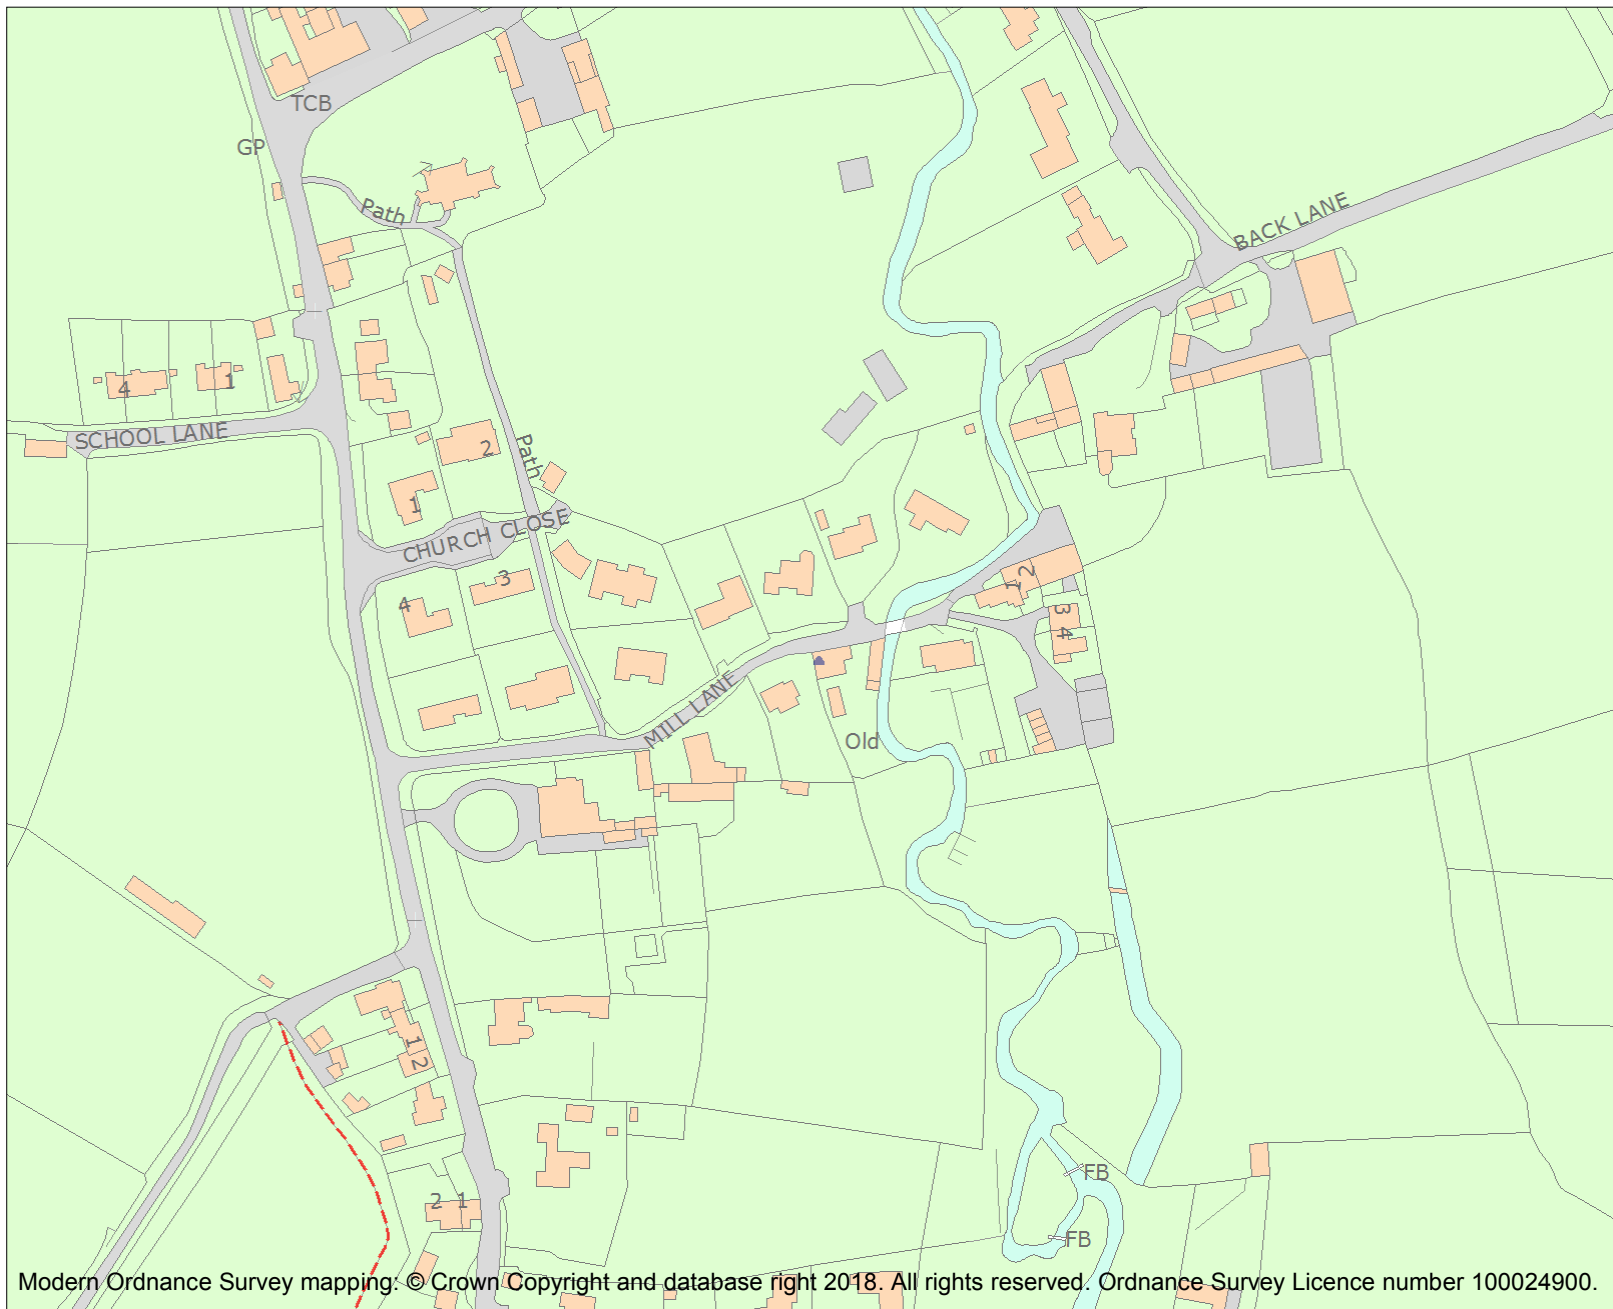 TCB
GP
Path
BACK LANE
4
1
SCHOOL LANE
2
Path
1
CHURCH CLOSE
3
4
1
2
3
4
MILL LANE
Old
1
2
FB
2
1
FB
Modern Ordnance Survey mapping: © Crown Copyright and database right 2018. All rights reserved. Ordnance Survey Licence number 100024900.